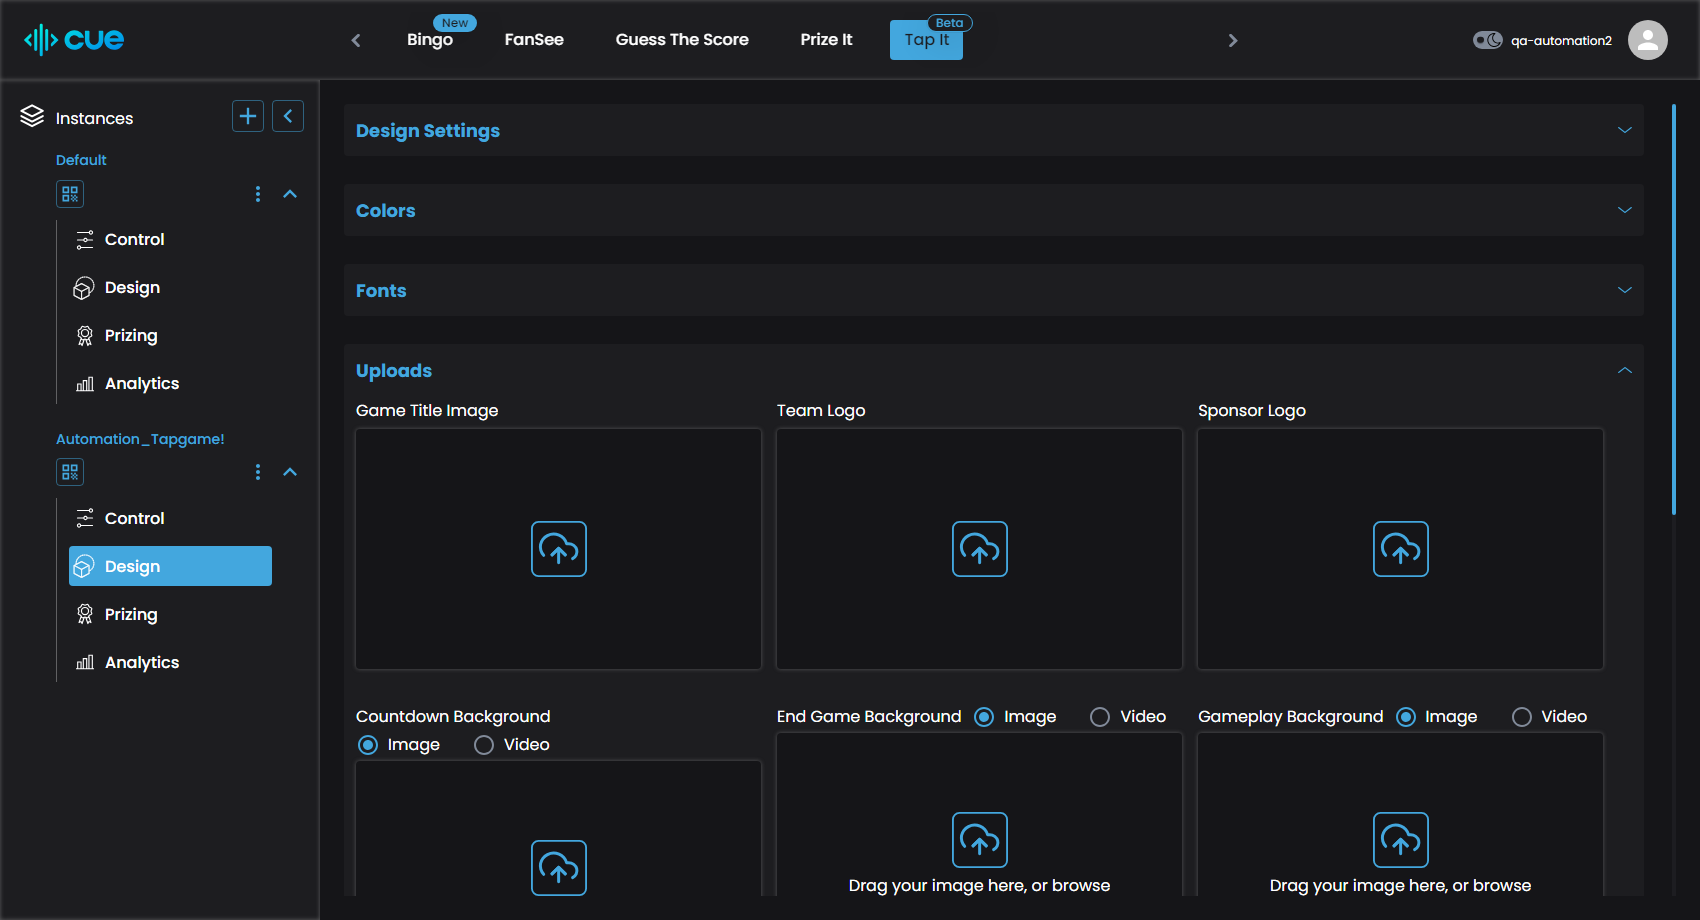 cue
New
Beta
Bingo
FanSee
Guess The Score
Prize It
Tap It
qa-automation2
Instances
Default
Control
Design
Prizing
Analytics
Automation_Tapgame!
Control
Design
Prizing
Analytics
Design Settings
Colors
Fonts
Uploads
Game Title Image
Team Logo
Sponsor Logo
Countdown Background
Image Video
End Game Background Image Video
Gameplay Background Image Video
Drag your image here, or browse
Drag your image here, or browse